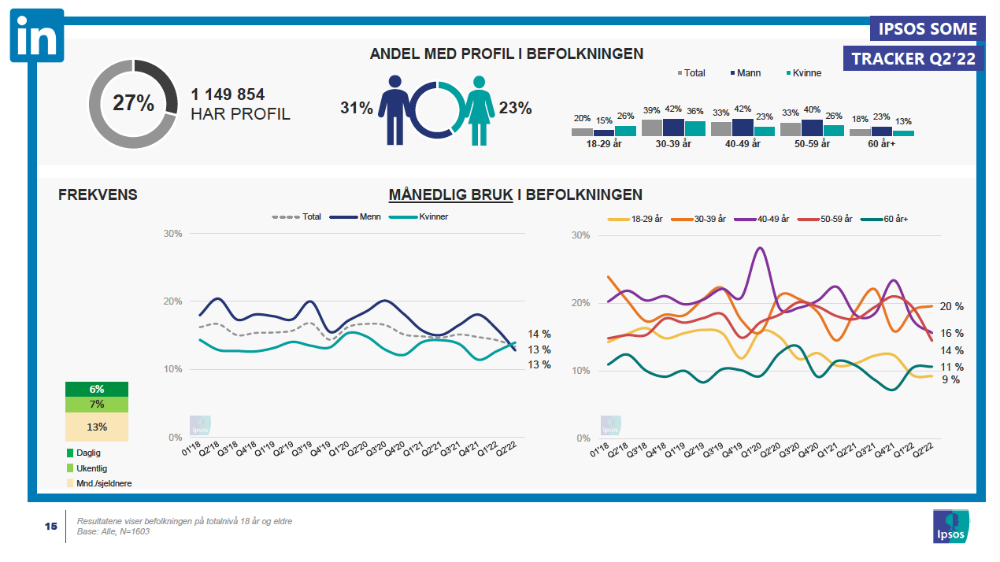 in
IPSOS SOME
TRACKER Q2’22
ANDEL MED PROFIL I BEFOLKNINGEN
27%
1 149 854
HAR PROFIL
31%
23%
Total Mann Kvinne
20% 15% 26% 39% 42% 36% 33% 42% 23% 33% 40% 26% 18% 23% 13%
18-29 år 30-39 år 40-49 år 50-59 år 60 år+
FREKVENS
MÅNEDLIG BRUK I BEFOLKNINGEN
Total Menn Kvinner
30%
20%
10%
0%
14 %
13 %
13 %
Ipsos
01'18 Q2'18 Q3'18 Q4'18 Q1'19 Q2'19 Q3'19 Q4'19 Q1'20 Q2'20 Q3'20 Q4'20 Q1'21 Q2'21 Q3'21 Q4'21 Q1'22 Q2'22
18-29 år 30-39 år 40-49 år 50-59 år 60 år+
30%
20%
10%
0%
20 %
16 %
14 %
11 %
9 %
Ipsos
01'18 Q2'18 Q3'18 Q4'18 Q1'19 Q2'19 Q3'19 Q4'19 Q1'20 Q2'20 Q3'20 Q4'20 Q1'21 Q2'21 Q3'21 Q4'21 Q1'22 Q2'22
6%
7%
13%
Daglig
Ukentlig
Mnd./sjeldnere
15
Resultatene viser befolkningen på totalnivå 18 år og eldre
Base: Alle, N=1603
Ipsos